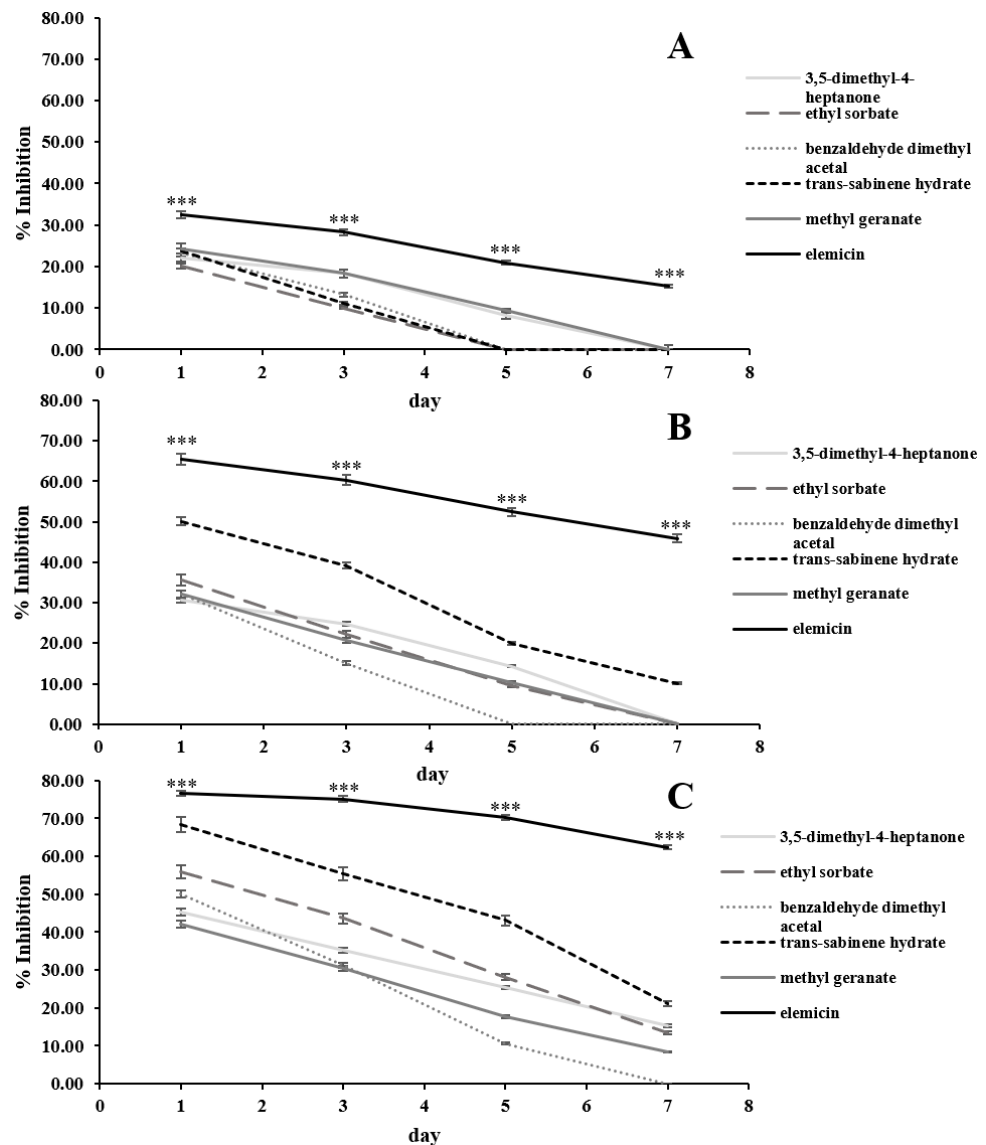 A
80.00
70.00
60.00
50.00
40.00
30.00
20.00
10.00
0.00
% Inhibition
***
***
***
***
0 1 2 3 4 5 6 7 8
day
3,5-dimethyl-4-
heptanone
ethyl sorbate
benzaldehyde dimethyl
acetal
trans-sabinene hydrate
methyl geranate
elemicin
B
80.00
70.00
60.00
50.00
40.00
30.00
20.00
10.00
0.00
% Inhibition
***
***
***
***
0 1 2 3 4 5 6 7 8
day
3,5-dimethyl-4-heptanone
ethyl sorbate
benzaldehyde dimethyl
acetal
trans-sabinene hydrate
methyl geranate
elemicin
C
80.00
70.00
60.00
50.00
40.00
30.00
20.00
10.00
0.00
% Inhibition
***
***
***
***
0 1 2 3 4 5 6 7 8
day
3,5-dimethyl-4-heptanone
ethyl sorbate
benzaldehyde dimethyl
acetal
trans-sabinene hydrate
methyl geranate
elemicin